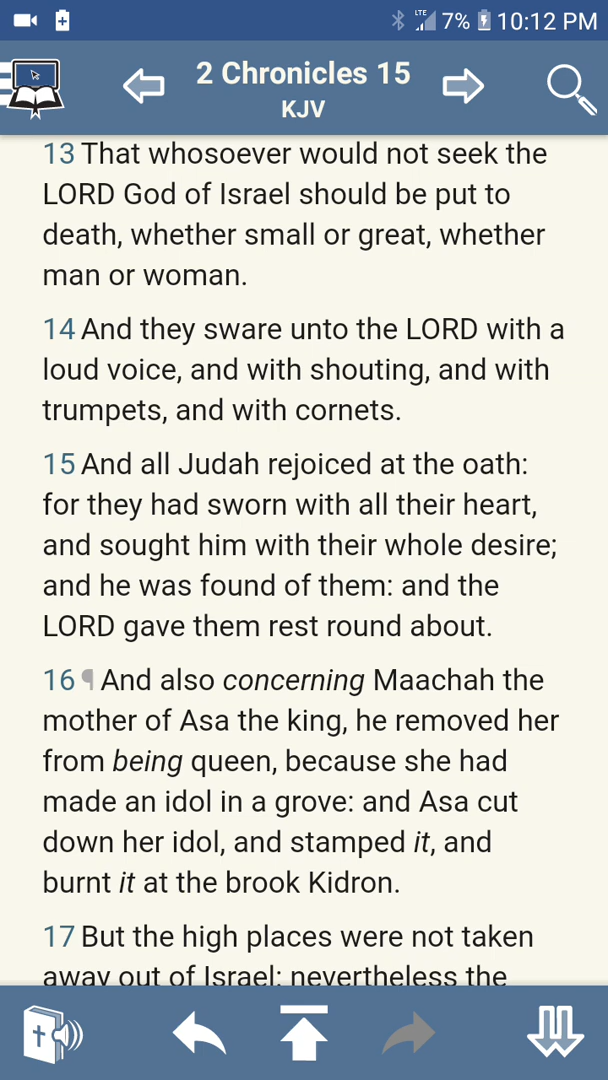 LTE 7% 10:12 PM
2 Chronicles 15
KJV
13 That whosoever would not seek the
LORD God of Israel should be put to
death, whether small or great, whether
man or woman.
14 And they sware unto the LORD with a
loud voice, and with shouting, and with
trumpets, and with cornets.
15 And all Judah rejoiced at the oath:
for they had sworn with all their heart,
and sought him with their whole desire;
and he was found of them: and the
LORD gave them rest round about.
16 ¶ And also concerning Maachah the
mother of Asa the king, he removed her
from being queen, because she had
made an idol in a grove: and Asa cut
down her idol, and stamped it, and
burnt it at the brook Kidron.
17 But the high places were not taken
away out of Israel: nevertheless the